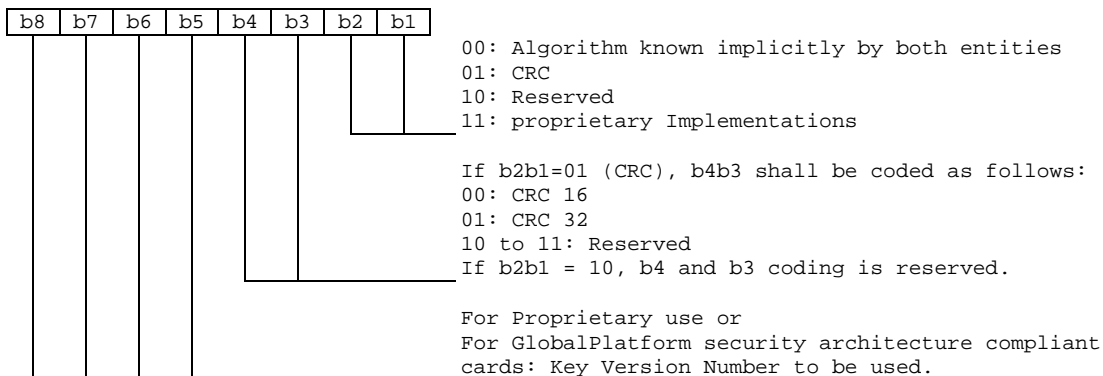 b8 b7 b6 b5 b4 b3 b2 b1
00: Algorithm known implicitly by both entities
01: CRC
10: Reserved
11: proprietary Implementations
If b2b1=01 (CRC), b4b3 shall be coded as follows:
00: CRC 16
01: CRC 32
10 to 11: Reserved
If b2b1 = 10, b4 and b3 coding is reserved.
For Proprietary use or
For GlobalPlatform security architecture compliant
cards: Key Version Number to be used.